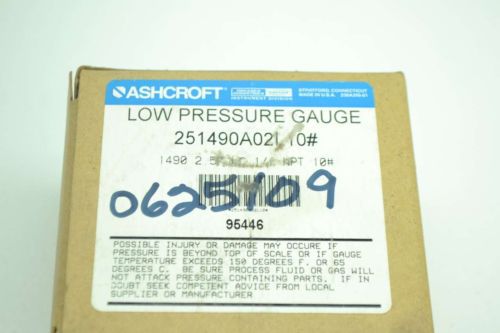 ASHCROFT
INSTRUMENT DIVISION
STRATFORD, CONNECTICUT
MADE IN U.S.A.
LOW PRESSURE GAUGE
251490A02L10#
1490 2.5 NPT 10#
0625109
95446
POSSIBLE INJURY OR DAMAGE MAY OCCURE IF
PRESSURE IS BEYOND TOP OF SCALE OR IF GAUGE
TEMPERATURE EXCEEDS 150 DEGREES F. OR 65
DEGREES C. BE SURE PROCESS FLUID OR GAS WILL
NOT ATTACK PRESSURE CONTAINING PARTS. IF IN
DOUBT SEEK COMPETENT ADVICE FROM LOCAL
SUPPLIER OR MANUFACTURER